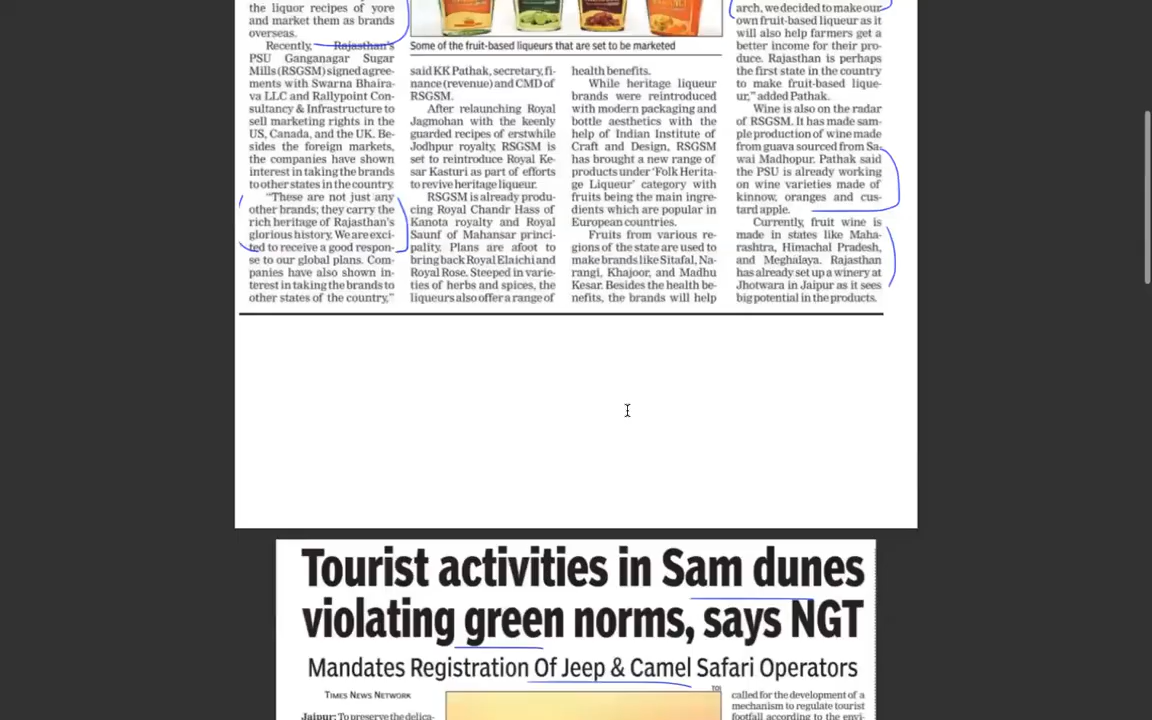 the liquor recipes of yore
and market them as brands
overseas.
Recently, Rajasthan's
PSU Ganganagar Sugar
Mills (RSGSM) signed agree-
ments with Swarna Bhaira-
va LLC and Rallypoint Con-
sultancy & Infrastructure to
sell marketing rights in the
US, Canada, and the UK. Be-
sides the foreign markets,
the companies have shown
interest in taking the brands
to other states in the country.
"These are not just any
other brands; they carry the
rich heritage of Rajasthan's
glorious history. We are exci-
ted to receive a good respon-
se to our global plans. Com-
panies have also shown in-
terest in taking the brands to
other states of the country,"
Some of the fruit-based liqueurs that are set to be marketed
said KK Pathak, secretary, fi-
nance (revenue) and CMD of
RSGSM.
After relaunching Royal
Jagmohan with the keenly
guarded recipes of erstwhile
Jodhpur royalty, RSGSM is
set to reintroduce Royal Ke-
sar Kasturi as part of efforts
to revive heritage liqueur.
RSGSM is already produ-
cing Royal Chandr Hass of
Kanota royalty and Royal
Saunf of Mahansar princi-
pality. Plans are afoot to
bring back Royal Elaichi and
Royal Rose. Steeped in varie-
ties of herbs and spices, the
liqueurs also offer a range of
health benefits.
While heritage liqueur
brands were reintroduced
with modern packaging and
bottle aesthetics with the
help of Indian Institute of
Craft and Design, RSGSM
has brought a new range of
products under 'Folk Herita-
ge Liqueur' category with
fruits being the main ingre-
dients which are popular in
European countries.
Fruits from various re-
gions of the state are used to
make brands like Sitafal, Na-
rangi, Khajoor, and Madhu
Kesar. Besides the health be-
nefits, the brands will help
arch, we decided to make our
own fruit-based liqueur as it
will also help farmers get a
better income for their pro-
duce. Rajasthan is perhaps
the first state in the country
to make fruit-based lique-
ur," added Pathak.
Wine is also on the radar
of RSGSM. It has made sam-
ple production of wine made
from guava sourced from Sa-
wai Madhopur. Pathak said
the PSU is already working
on wine varieties made of
kinnow, oranges and cus-
tard apple.
Currently, fruit wine is
made in states like Maha-
rashtra, Himachal Pradesh,
and Meghalaya. Rajasthan
has already set up a winery at
Jhotwara in Jaipur as it sees
big potential in the products.
Tourist activities in Sam dunes
violating green norms, says NGT
Mandates Registration Of Jeep & Camel Safari Operators
TIMES NEWS NETWORK
Jaipur: To preserve the delica-
TOI
called for the development of a
mechanism to regulate tourist
footfall according to the envi-